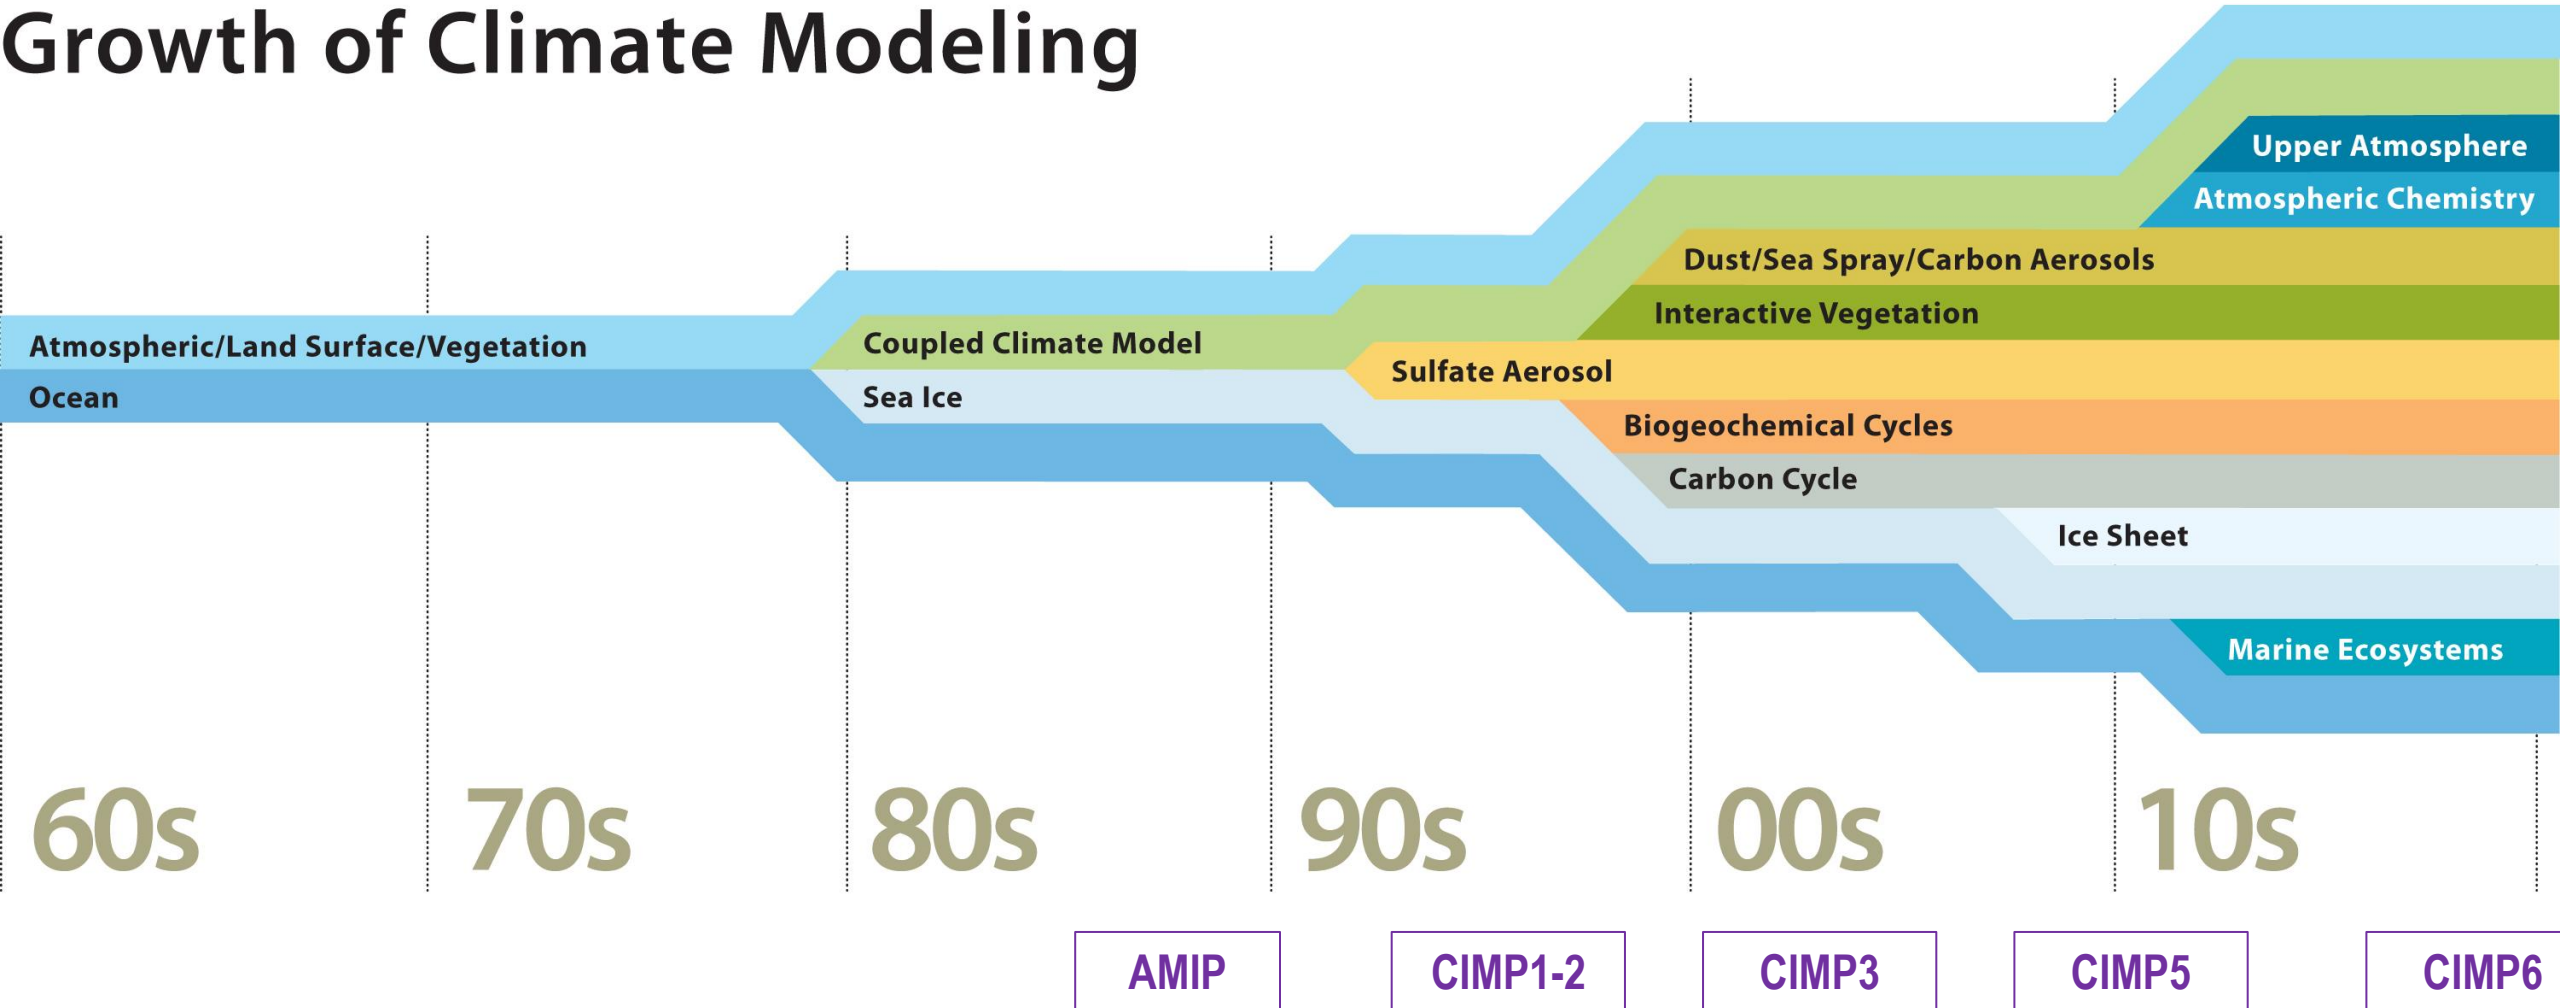 Growth of Climate Modeling
Upper Atmosphere
Atmospheric Chemistry
Dust/Sea Spray/Carbon Aerosols
Interactive Vegetation
Atmospheric/Land Surface/Vegetation
Coupled Climate Model
Sulfate Aerosol
Ocean
Sea Ice
Biogeochemical Cycles
Carbon Cycle
Ice Sheet
Marine Ecosystems
60s
70s
80s
90s
00s
10s
AMIP
CIMP1-2
CIMP3
CIMP5
CIMP6